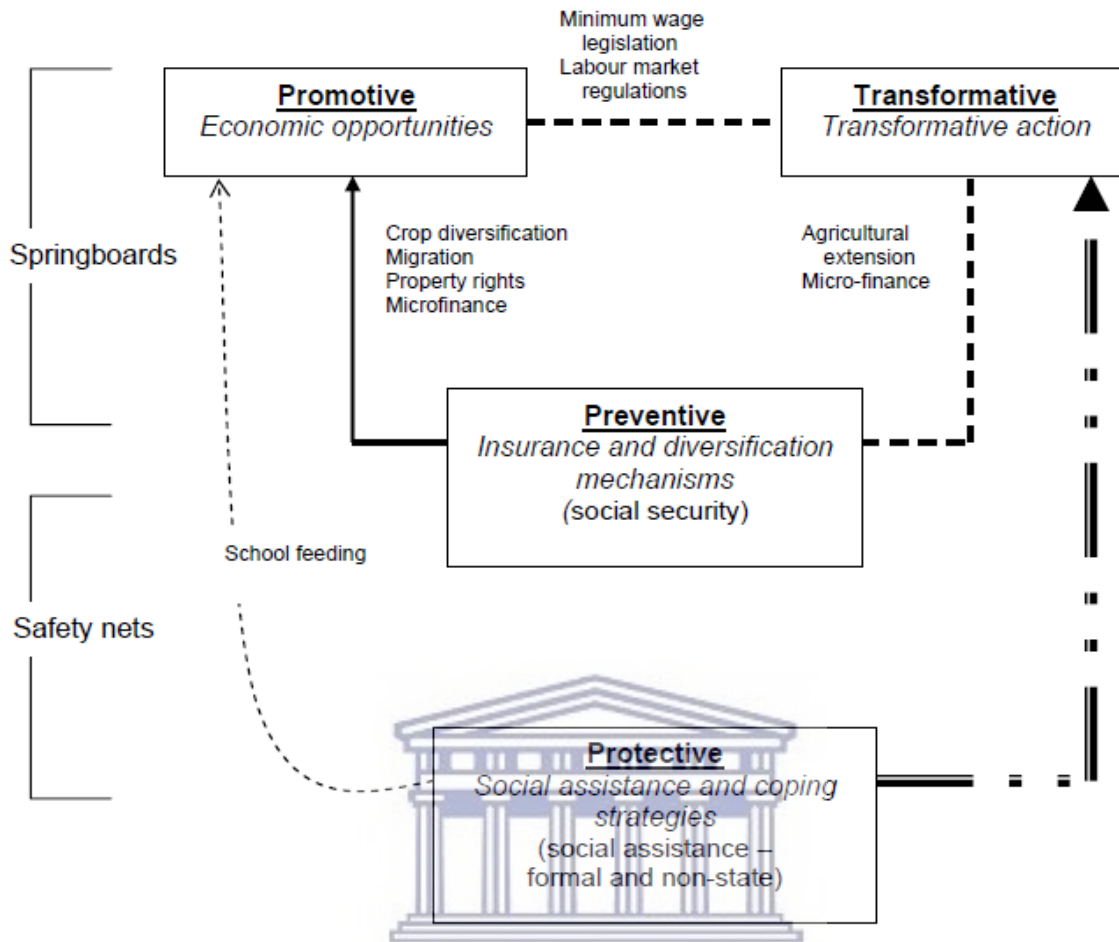 Minimum wage
legislation
Labour market
regulations
Promotive
Economic opportunities
Transformative
Transformative action
Springboards
Crop diversification
Migration
Property rights
Microfinance
Agricultural
extension
Micro-finance
Preventive
Insurance and diversification
mechanisms
(social security)
School feeding
Safety nets
Protective
Social assistance and coping
strategies
(social assistance –
formal and non-state)